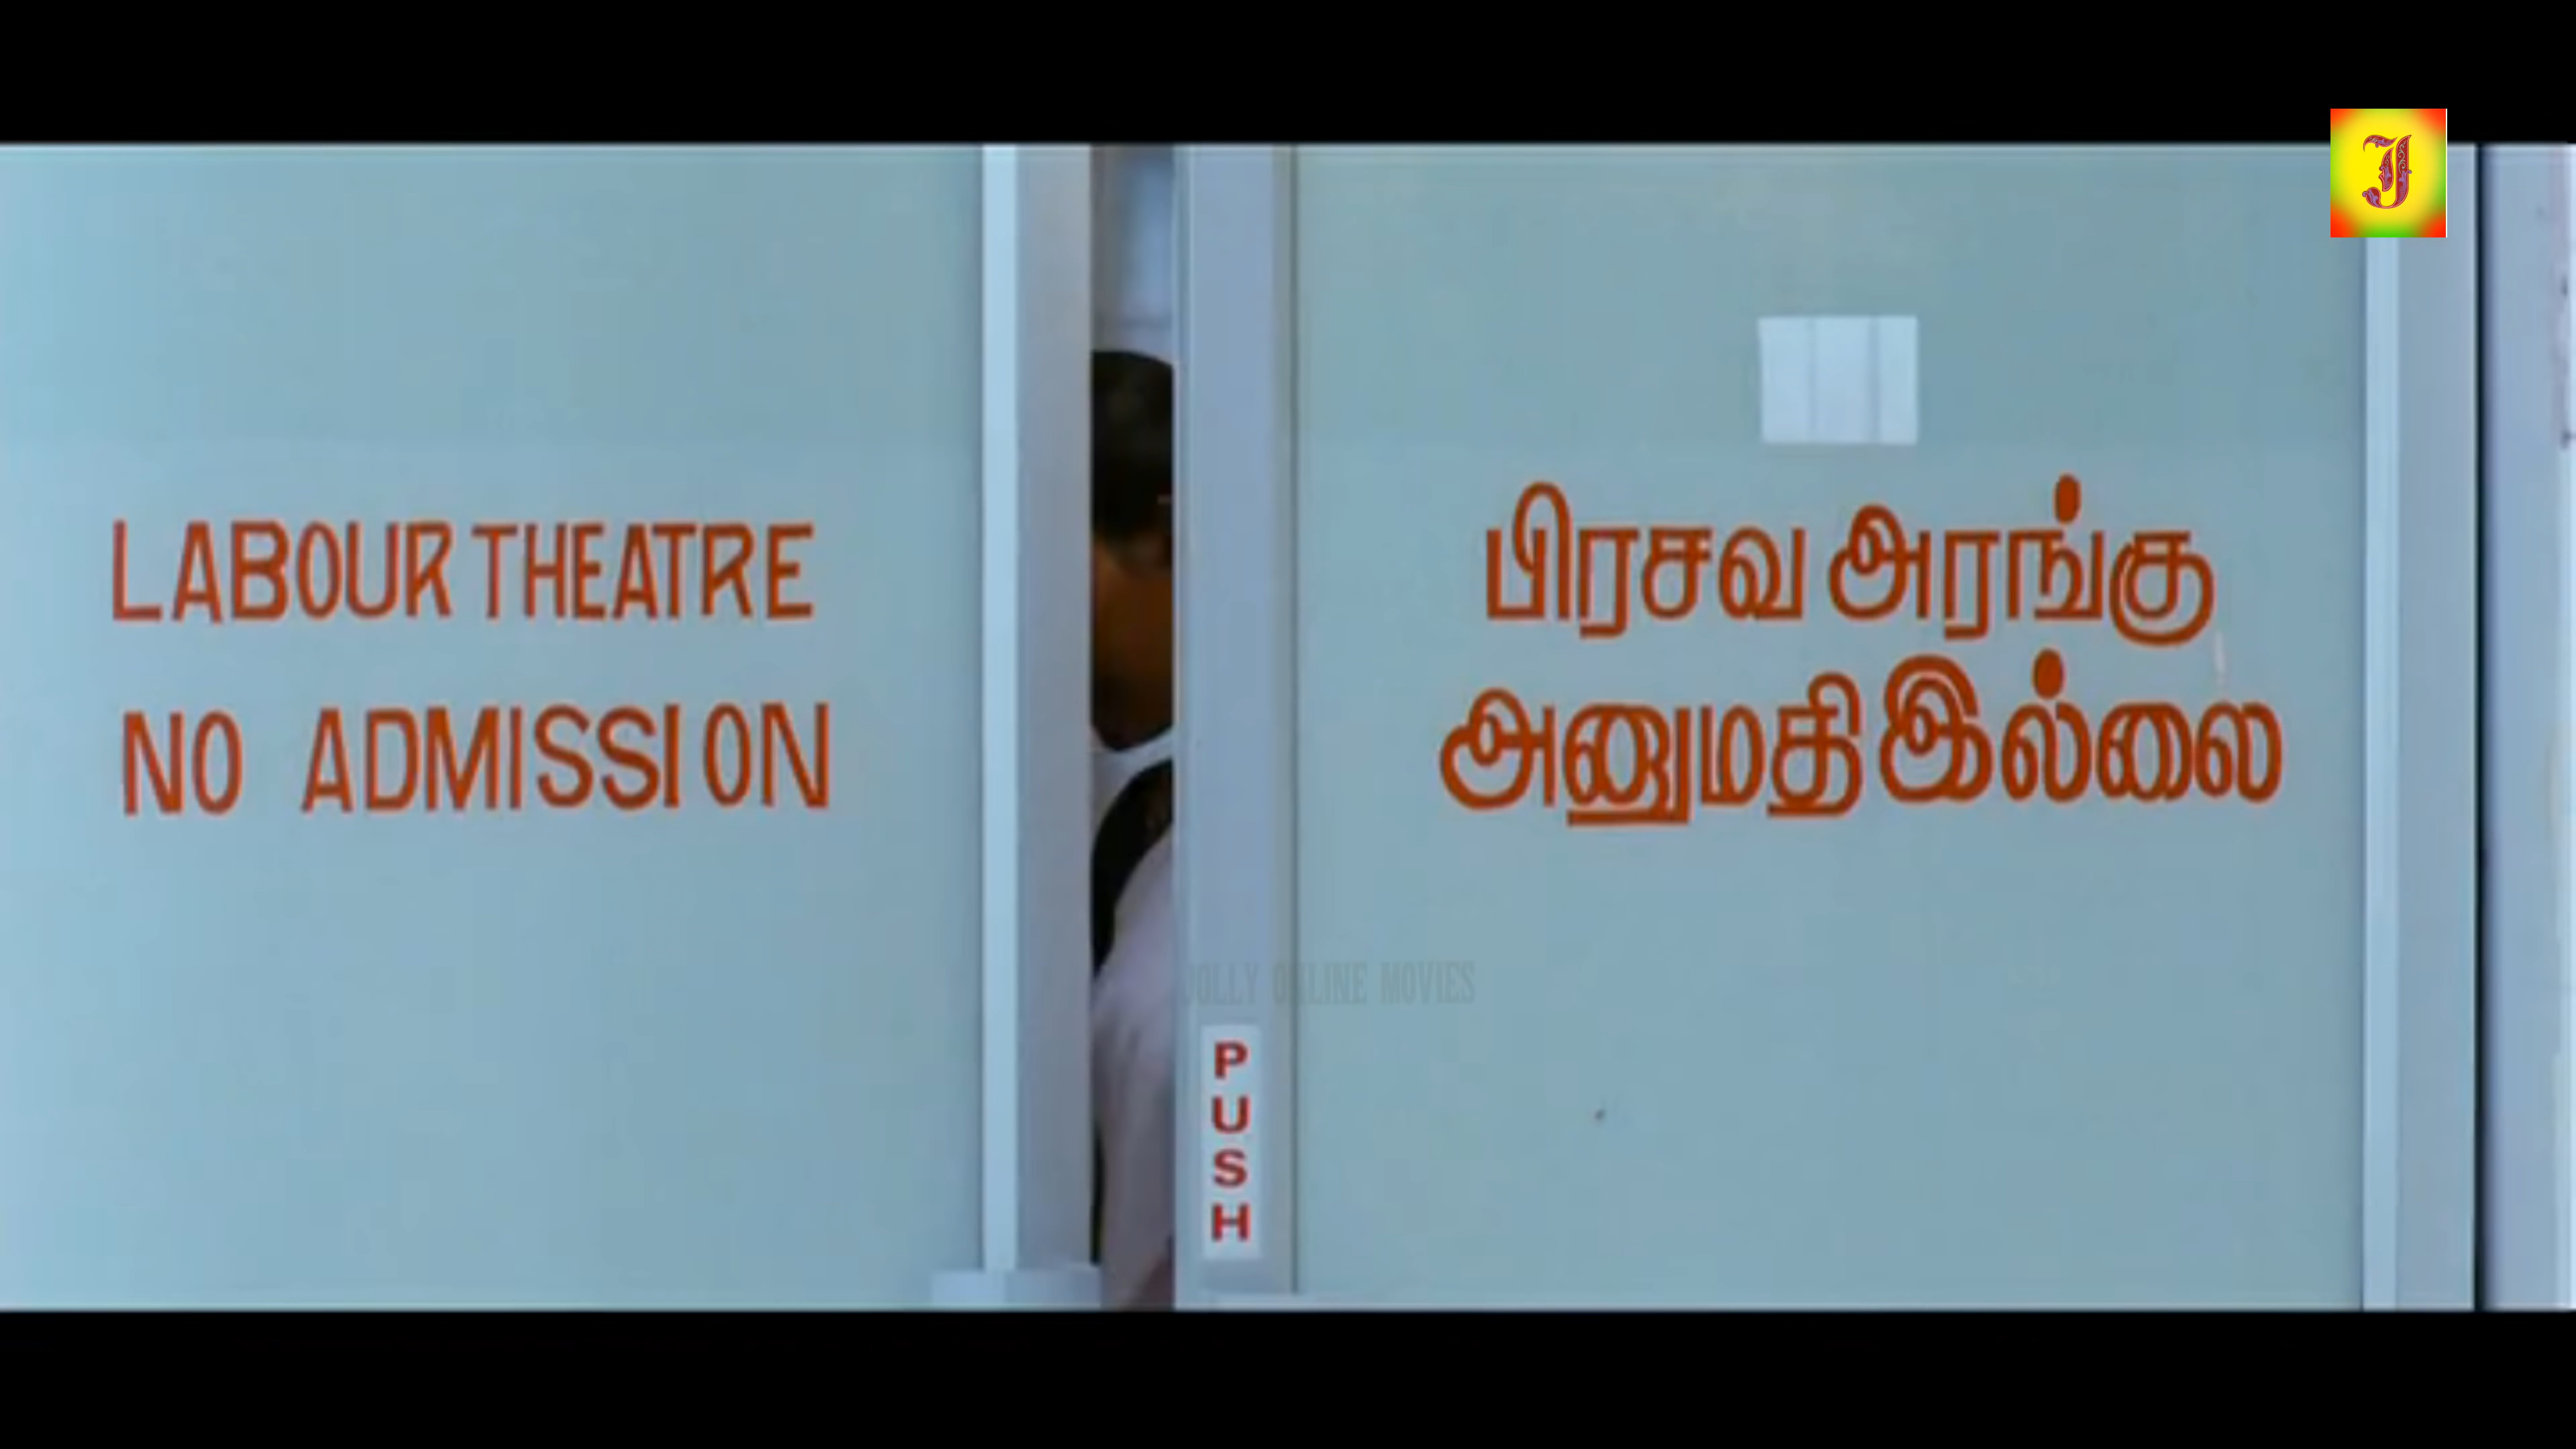 LABOUR THEATRE
NO ADMISSION
பிரசவ அரங்கு
அனுமதி இல்லை
JOLLY ONLINE MOVIES
PUSH
J